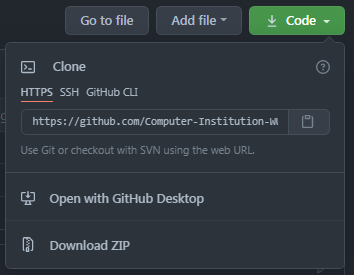 Go to file
Add file
Code
Clone
HTTPS SSH GitHub CLI
https://github.com/Computer-Institution-W
Use Git or checkout with SVN using the web URL.
Open with GitHub Desktop
Download ZIP